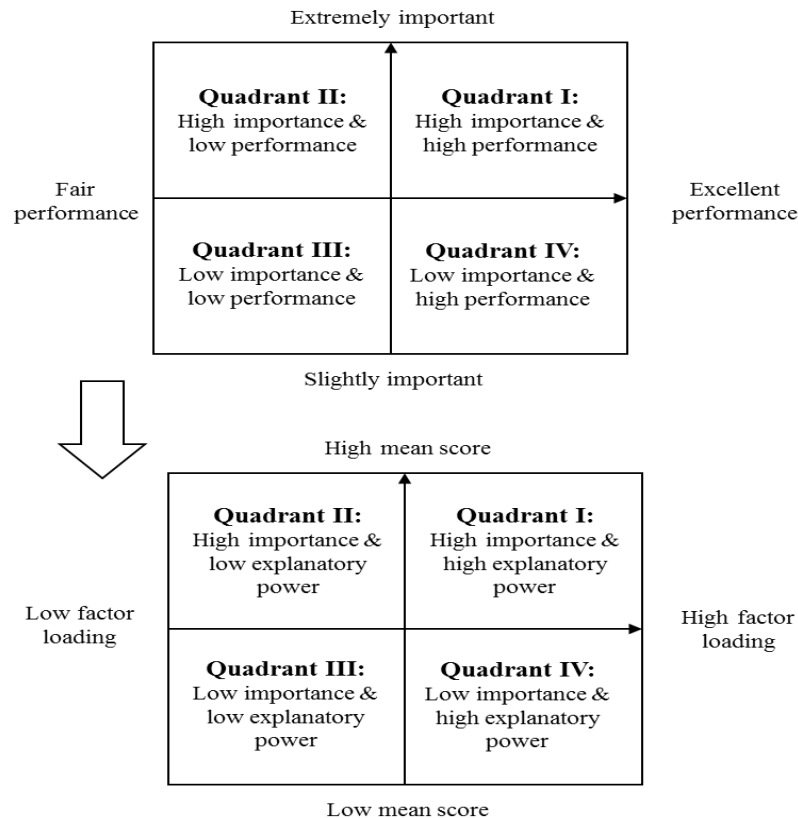 Extremely important
Quadrant II:
High importance &
low performance
Quadrant I:
High importance &
high performance
Fair
performance
Excellent
performance
Quadrant III:
Low importance &
low performance
Quadrant IV:
Low importance &
high performance
Slightly important
High mean score
Quadrant II:
High importance &
low explanatory
power
Quadrant I:
High importance &
high explanatory
power
Low factor
loading
High factor
loading
Quadrant III:
Low importance &
low explanatory
power
Quadrant IV:
Low importance &
high explanatory
power
Low mean score